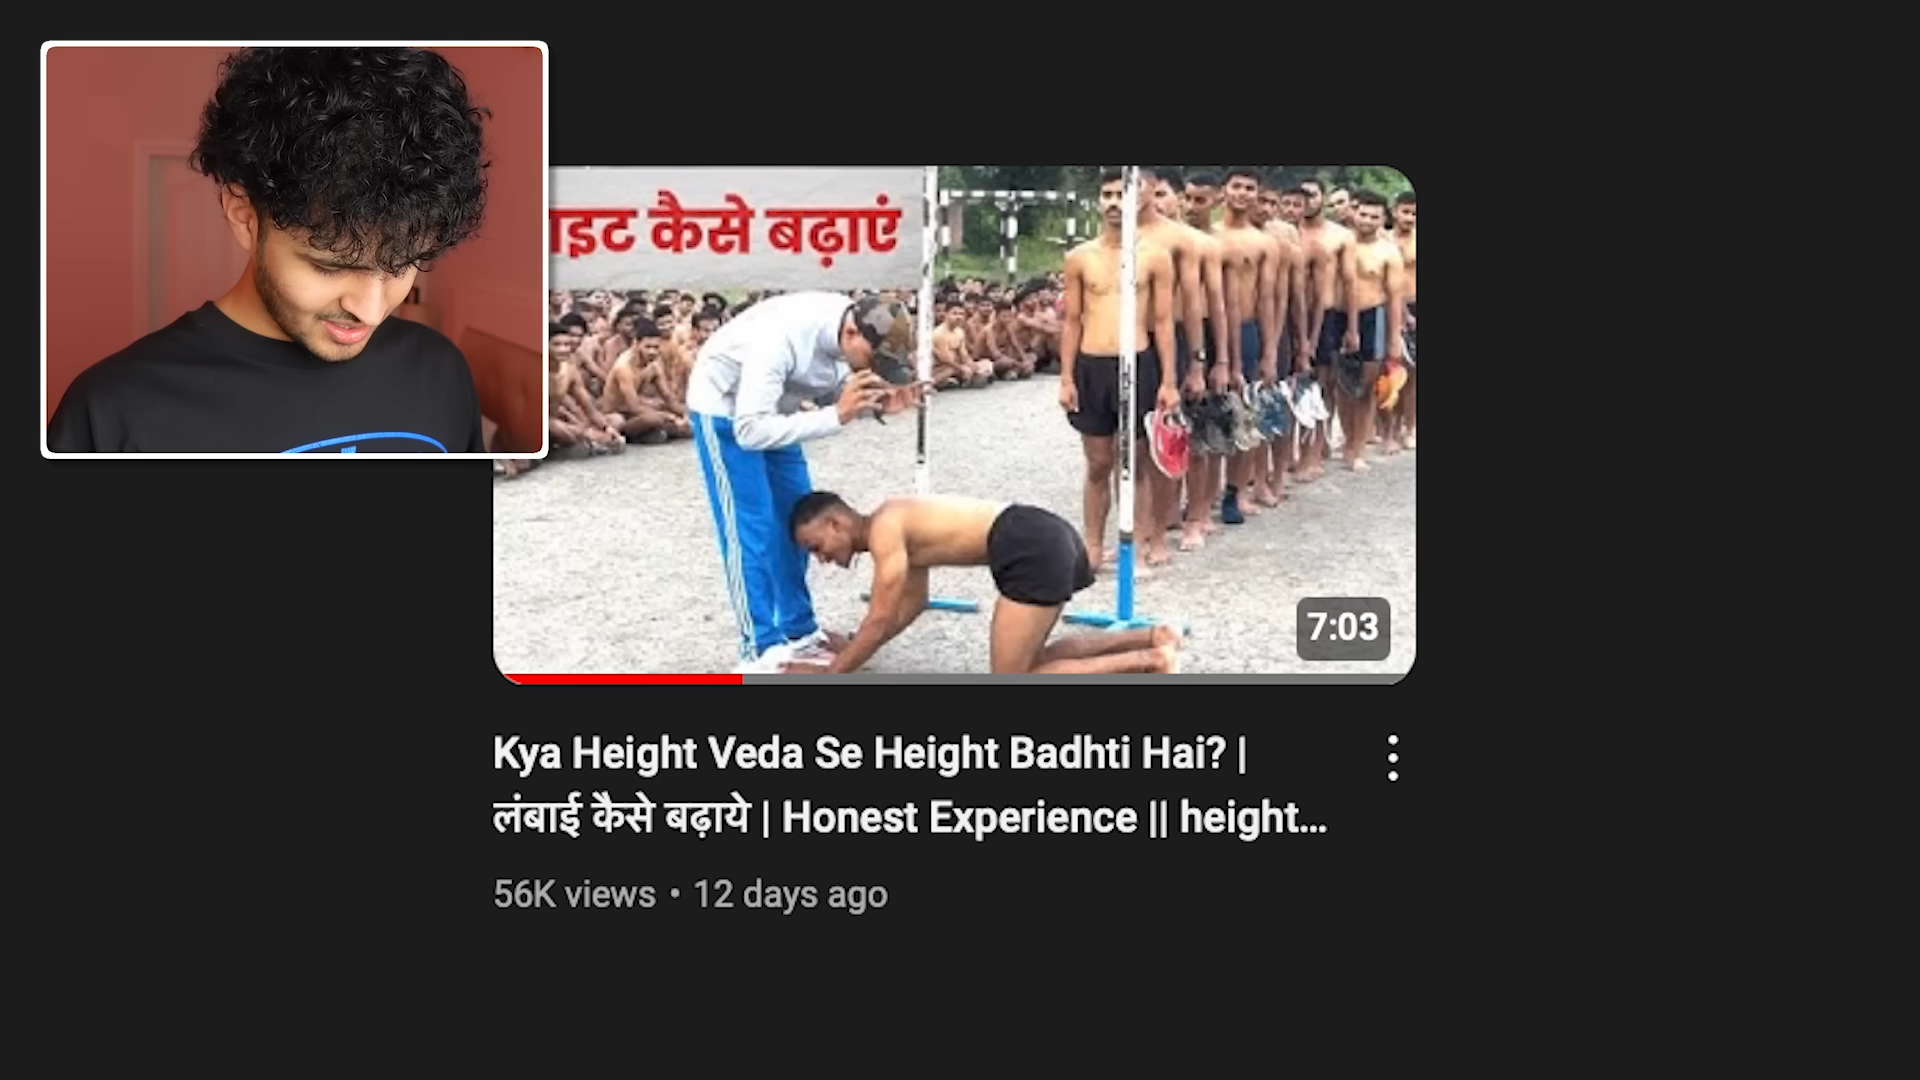 कैसे बढ़ाएं
7:03
Kya Height Veda Se Height Badhti Hai? |
लंबाई कैसे बढ़ाये | Honest Experience || height...
56K views • 12 days ago